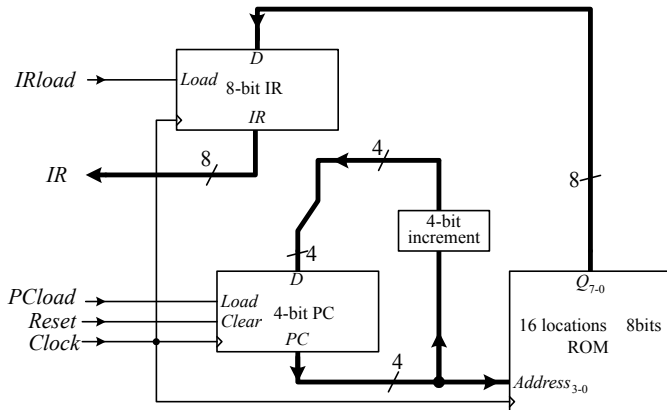 D
IRload
Load
8-bit IR
IR
8
IR
4
8
4-bit
increment
4
D
Q7-0
PCload
Load
Reset
Clear
4-bit PC
Clock
PC
16 locations 8bits
ROM
4
Address3-0